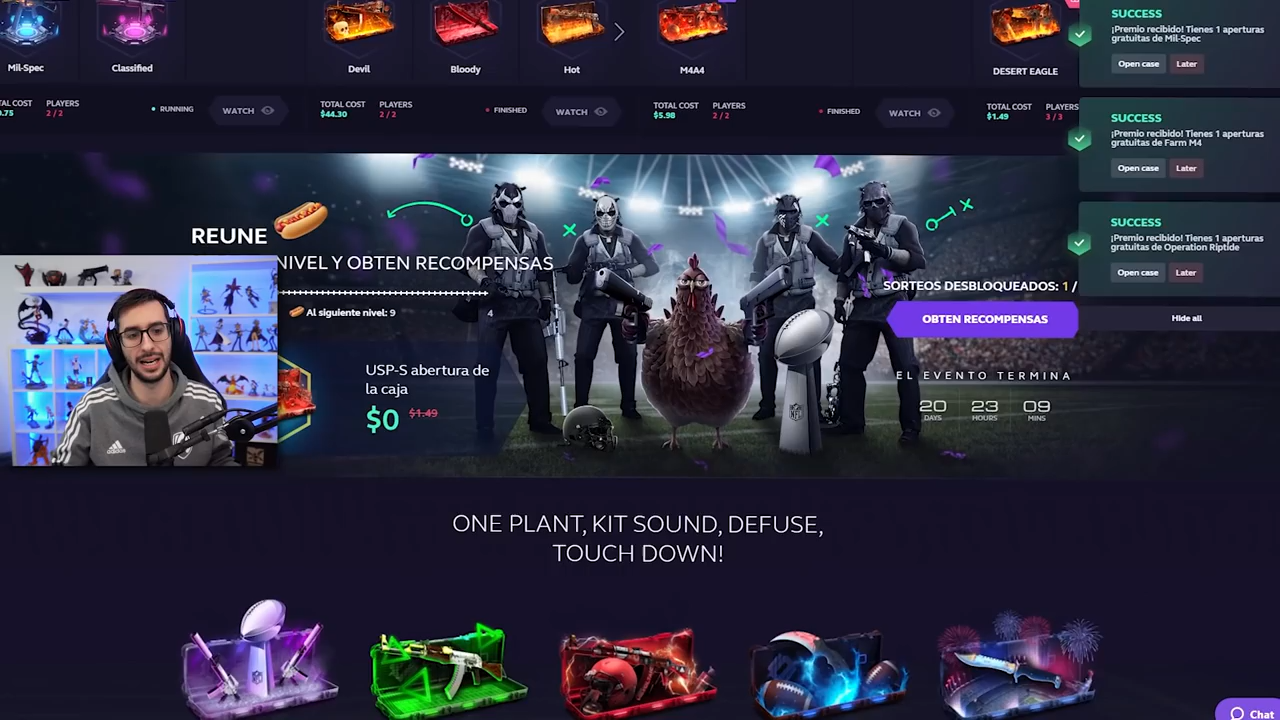 Mil-Spec
Classified
Devil
Bloody
Hot
M4A4
DESERT EAGLE
TAL COST
0.75
PLAYERS
2 / 2
RUNNING
WATCH
TOTAL COST
$44.30
PLAYERS
2 / 2
FINISHED
WATCH
TOTAL COST
$5.98
PLAYERS
2 / 2
FINISHED
WATCH
TOTAL COST
$1.49
PLAYERS
3 / 3
SUCCESS
¡Premio recibido! Tienes 1 aperturas
gratuitas de Mil-Spec
Open case
Later
SUCCESS
¡Premio recibido! Tienes 1 aperturas
gratuitas de Farm M4
Open case
Later
SUCCESS
¡Premio recibido! Tienes 1 aperturas
gratuitas de Operation Riptide
Open case
Later
Hide all
REUNE
NIVEL Y OBTEN RECOMPENSAS
Al siguiente nivel: 9
4
USP-S abertura de
la caja
$0 $1.49
SORTEOS DESBLOQUEADOS: 1 /
OBTEN RECOMPENSAS
EL EVENTO TERMINA
20 23 09
DAYS HOURS MINS
NFL
adidas
ONE PLANT, KIT SOUND, DEFUSE,
TOUCH DOWN!
NFL
Chat